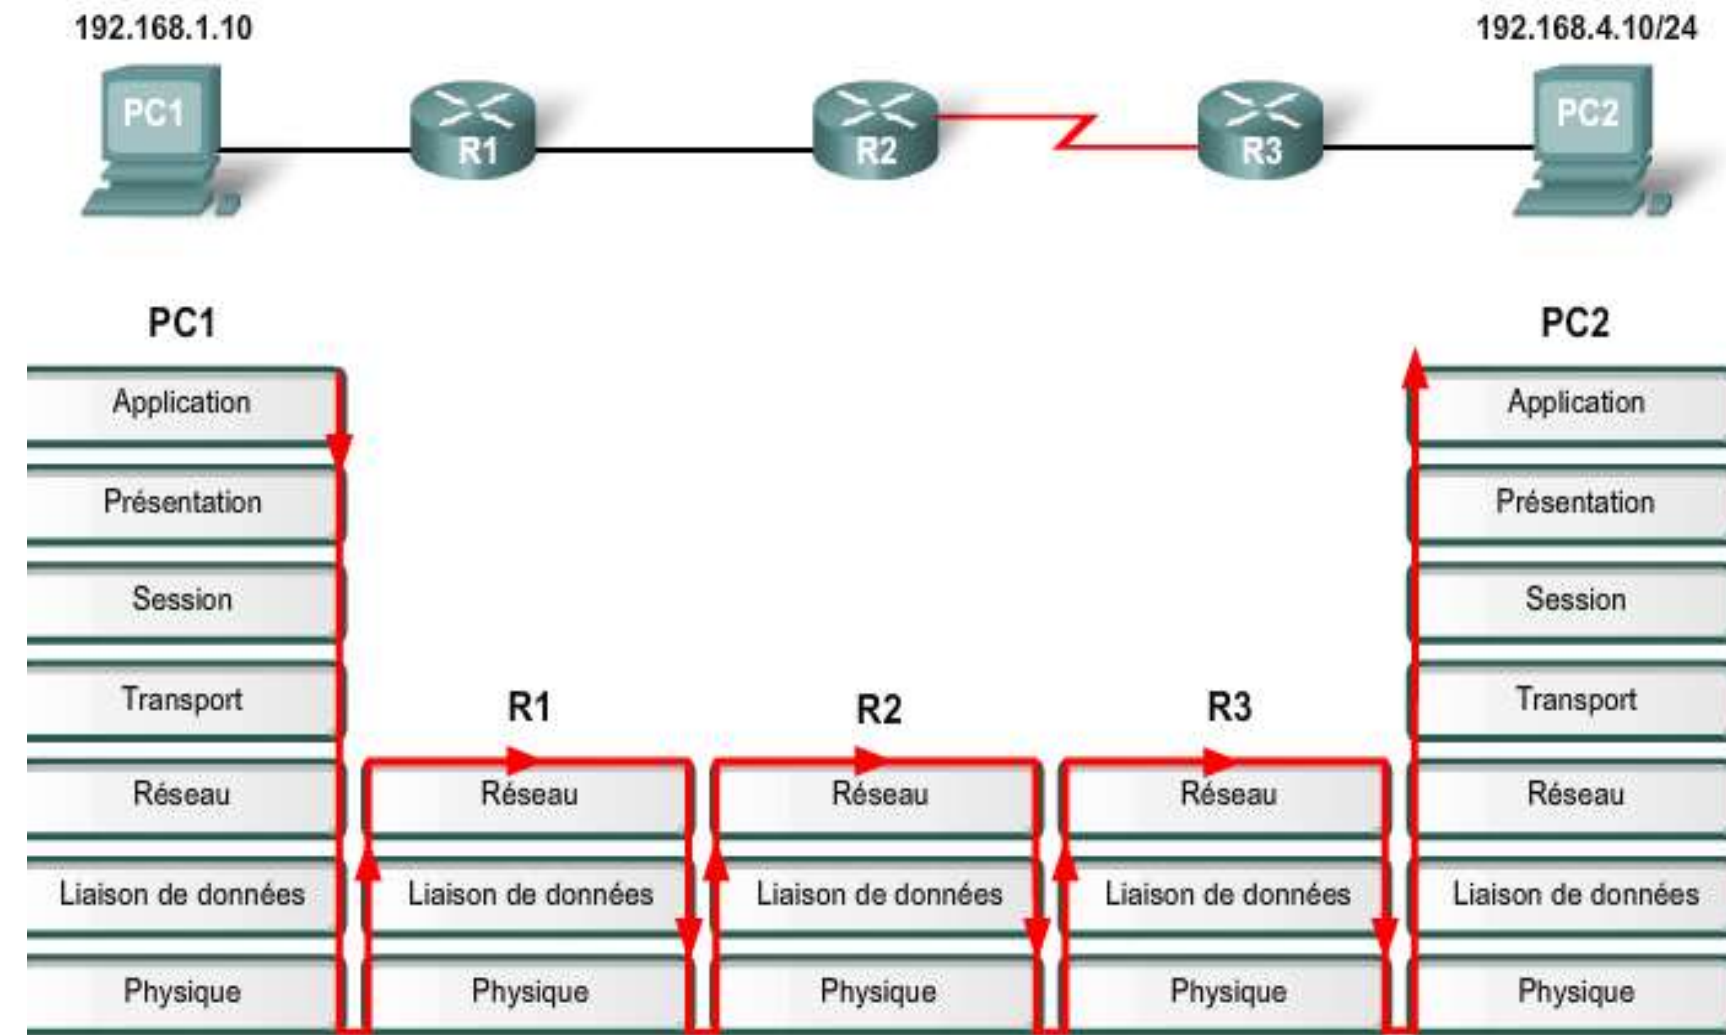 192.168.1.10
192.168.4.10/24
PC1
R1
R2
R3
PC2
PC1
PC2
Application
Application
Présentation
Présentation
Session
Session
Transport
R1
R2
R3
Transport
Réseau
Réseau
Réseau
Réseau
Réseau
Liaison de données
Liaison de données
Liaison de données
Liaison de données
Liaison de données
Physique
Physique
Physique
Physique
Physique